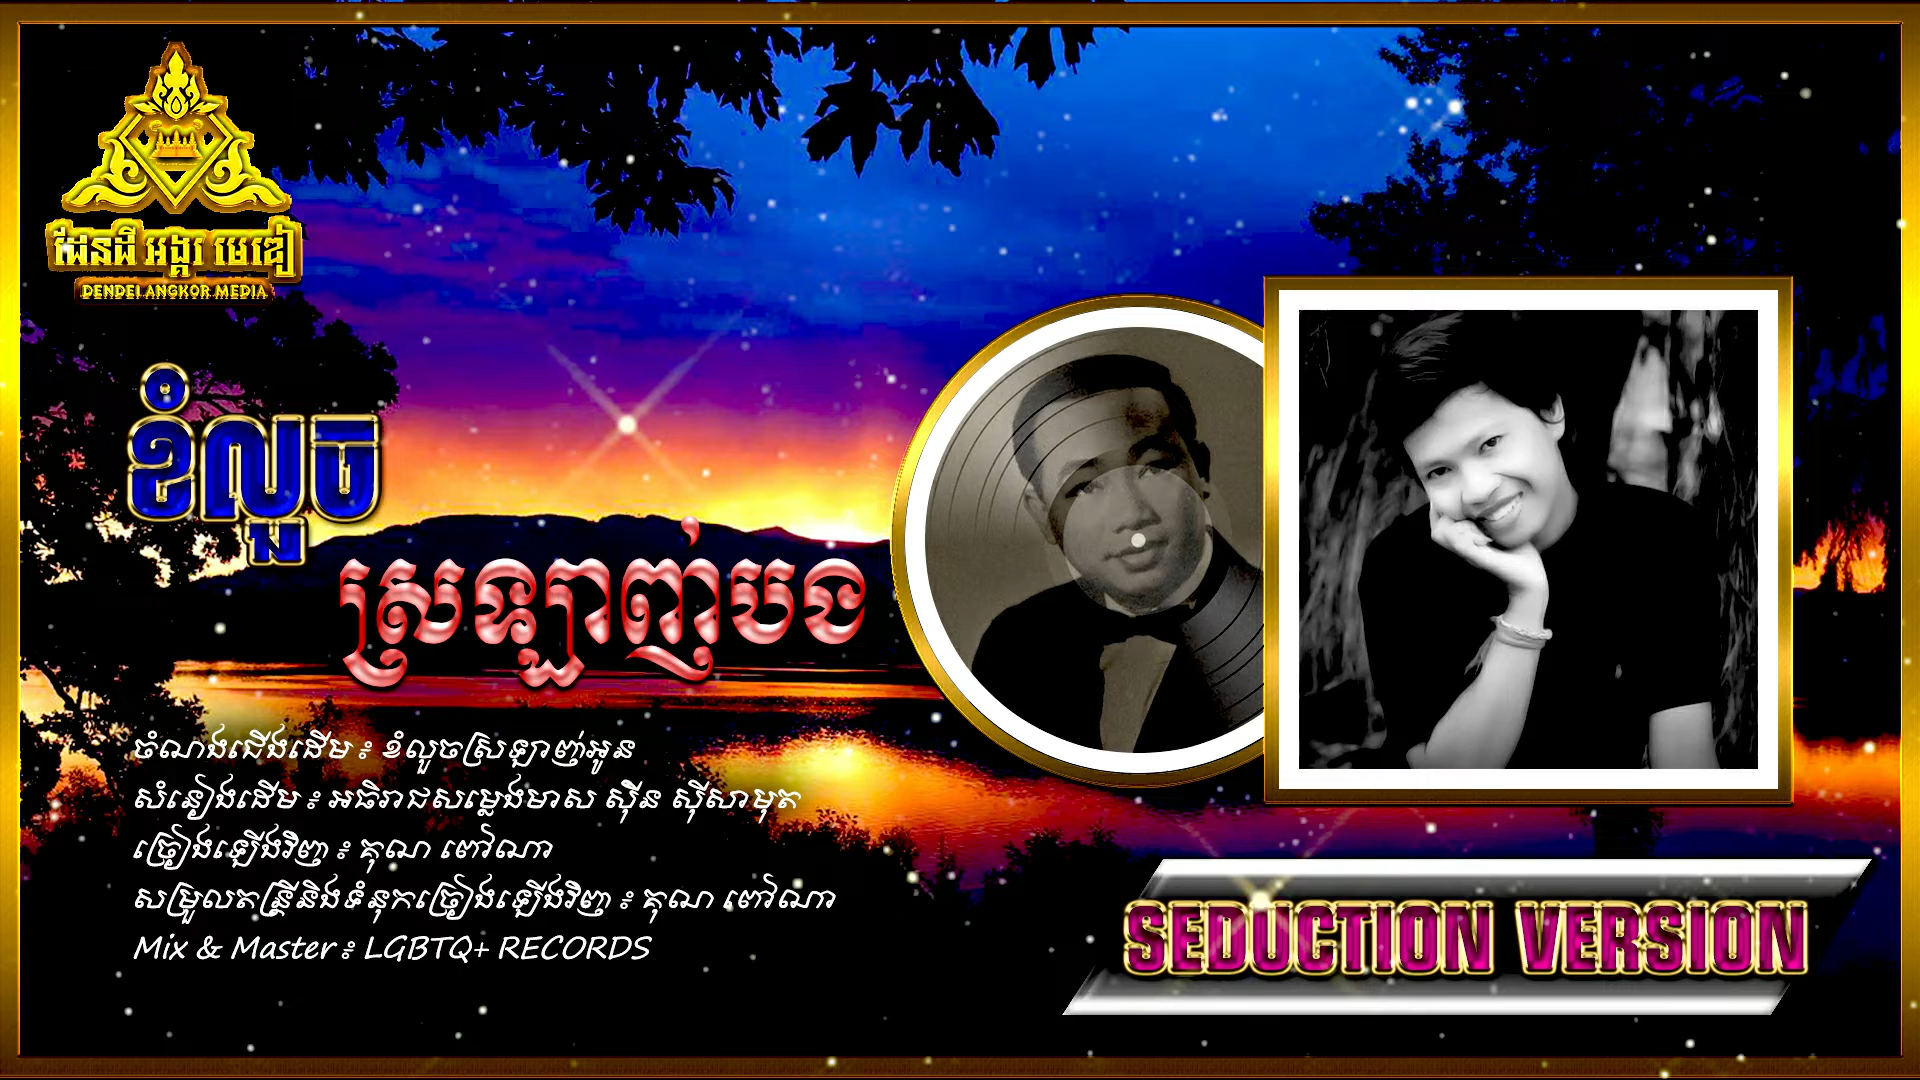 ដែនដី អង្គរ មេឌៀ
DENDEI ANGKOR MEDIA
ខំលួច
ស្រឡាញ់បង
ចំណងជើងដើម ៖ ខំលួចស្រឡាញ់អូន
សំនៀងដើម ៖ អធិរាជសម្លេងមាស ស៊ីន ស៊ីសាមុត
ច្រៀងឡើងវិញ ៖ គុណ ពៅណា
សម្រួលតន្ត្រីនិងទំនុកច្រៀងឡើងវិញ ៖ គុណ ពៅណា
Mix & Master ៖ LGBTQ+ RECORDS
SEDUCTION VERSION